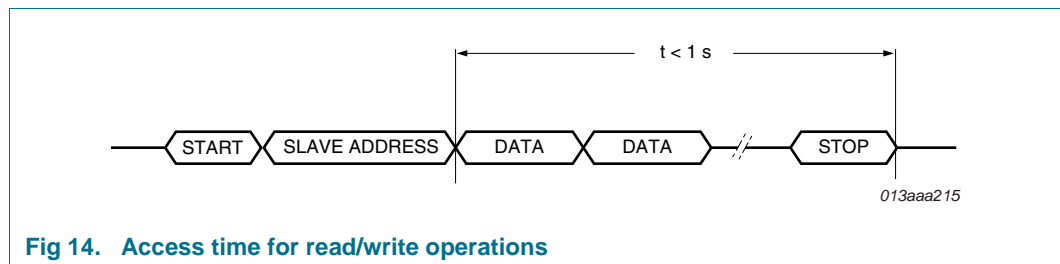 t < 1 s
START SLAVE ADDRESS DATA DATA STOP
013aaa215
Fig 14. Access time for read/write operations